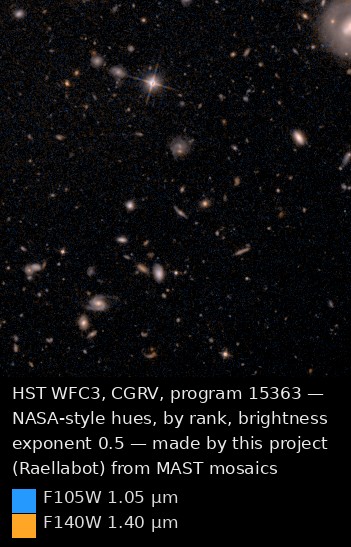 HST WFC3, CGRV, program 15363 —
NASA-style hues, by rank, brightness
exponent 0.5 — made by this project
(Raellabot) from MAST mosaics
F105W 1.05 µm
F140W 1.40 µm